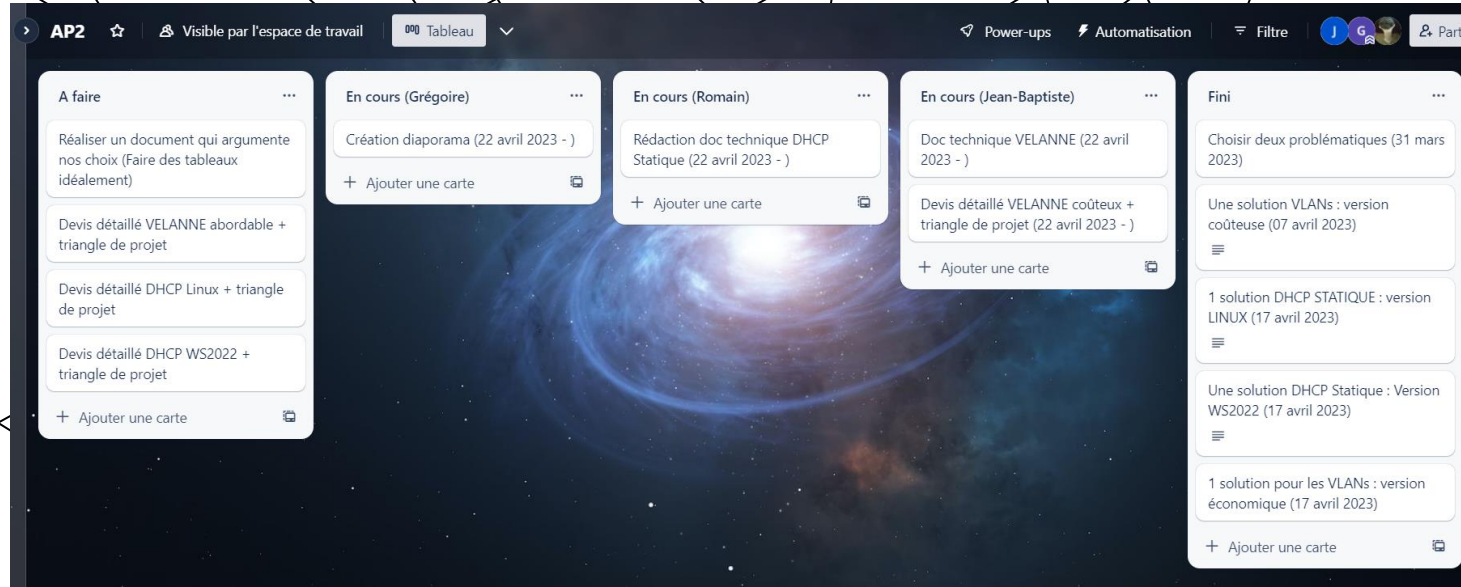 AP2
Visible par l'espace de travail
Tableau
Power-ups
Automatisation
Filtre
J
G
Part
A faire
Réaliser un document qui argumente
nos choix (Faire des tableaux
idéalement)
Devis détaillé VELANNE abordable +
triangle de projet
Devis détaillé DHCP Linux + triangle
de projet
Devis détaillé DHCP WS2022 +
triangle de projet
+ Ajouter une carte
En cours (Grégoire)
Création diaporama (22 avril 2023 - )
+ Ajouter une carte
En cours (Romain)
Rédaction doc technique DHCP
Statique (22 avril 2023 - )
+ Ajouter une carte
En cours (Jean-Baptiste)
Doc technique VELANNE (22 avril
2023 - )
Devis détaillé VELANNE coûteux +
triangle de projet (22 avril 2023 - )
+ Ajouter une carte
Fini
Choisir deux problématiques (31 mars
2023)
Une solution VLANs : version
coûteuse (07 avril 2023)
1 solution DHCP STATIQUE : version
LINUX (17 avril 2023)
Une solution DHCP Statique : Version
WS2022 (17 avril 2023)
1 solution pour les VLANs : version
économique (17 avril 2023)
+ Ajouter une carte